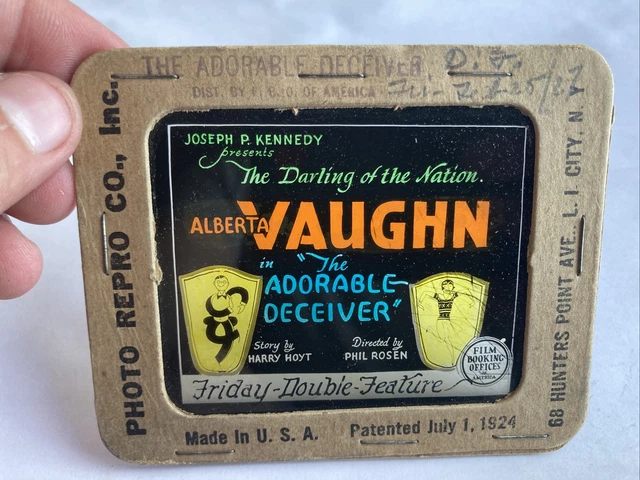 THE ADORABLE DECEIVER,
DIST. BY F. B. O. OF AMERICA
PHOTO REPRO CO., Inc.,
68 HUNTERS POINT AVE., L. I. CITY, N. Y.
JOSEPH P. KENNEDY
presents
The Darling of the Nation.
ALBERTA VAUGHN
in "The
ADORABLE
DECEIVER"
Story by
HARRY HOYT
Directed by
PHIL ROSEN
FILM
BOOKING
OFFICES
AMERICA
Friday-Double-Feature
Made In U. S. A. Patented July 1, 1924